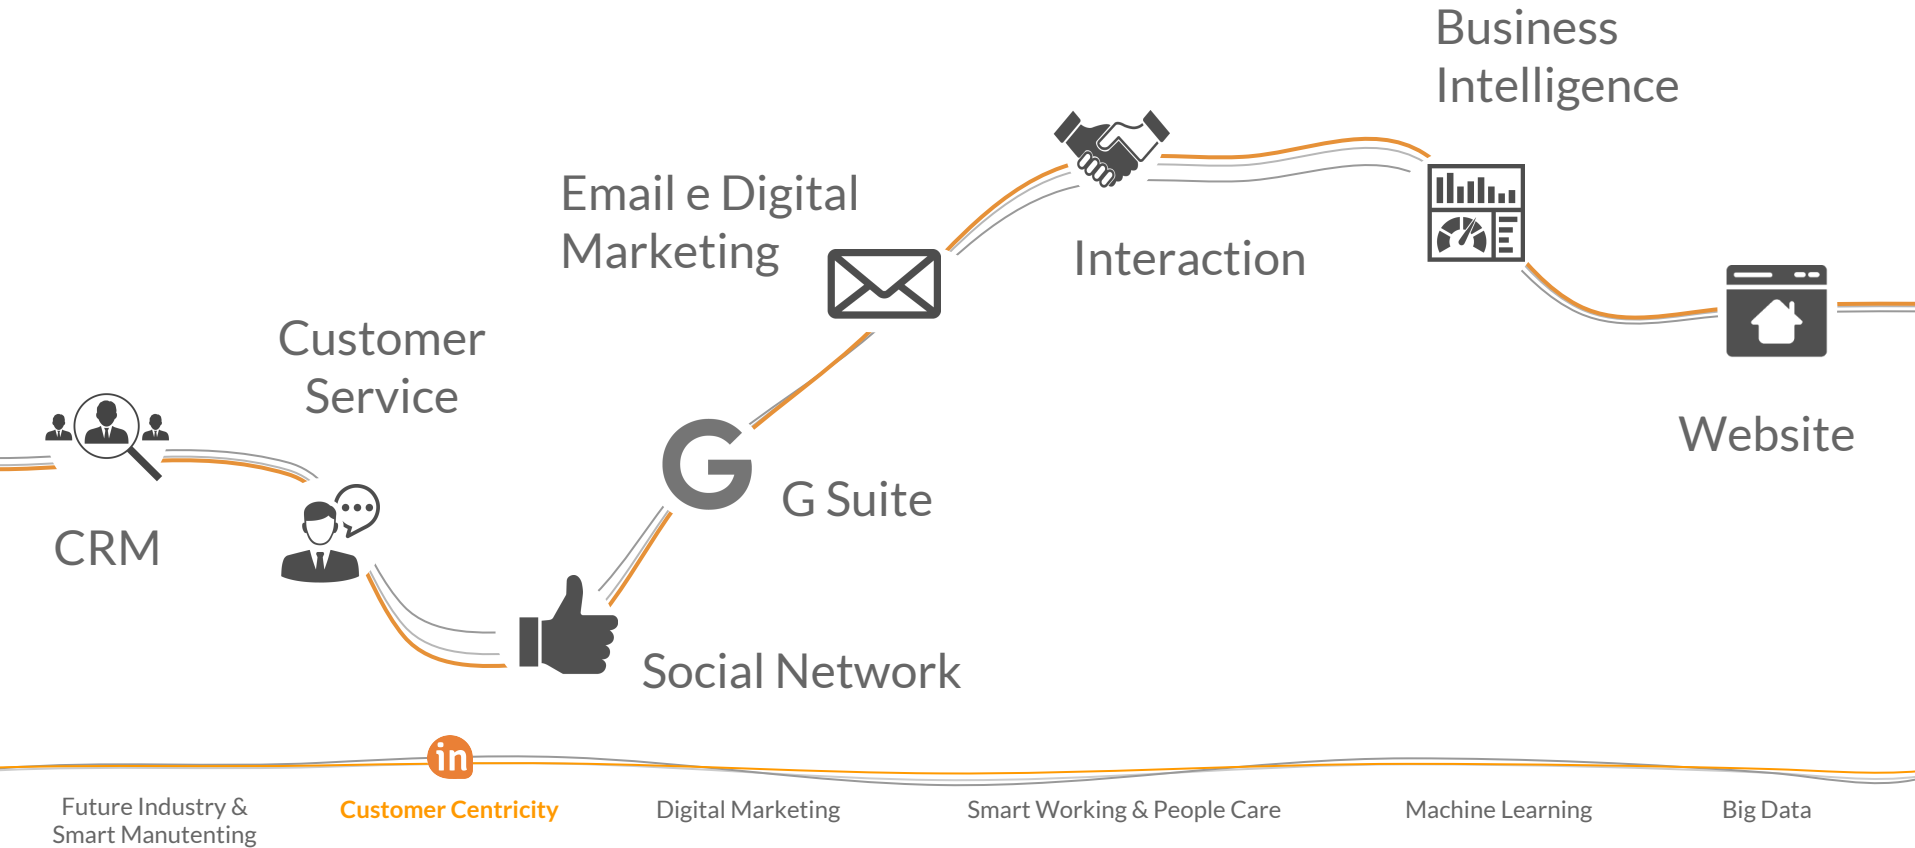 Business
Intelligence
Email e Digital
Marketing
Interaction
Customer
Service
Website
G Suite
CRM
Social Network
in
Future Industry &
Smart Manutenting
Customer Centricity
Digital Marketing
Smart Working & People Care
Machine Learning
Big Data